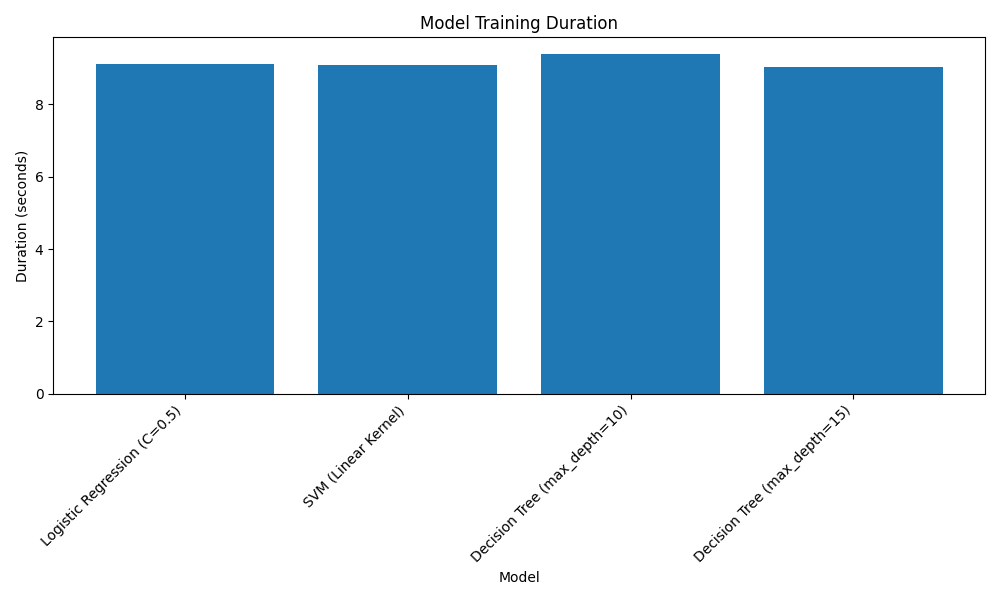 Model Training Duration
Duration (seconds)
8
6
4
2
0
Logistic Regression (C=0.5)
SVM (Linear Kernel)
Decision Tree (max_depth=10)
Decision Tree (max_depth=15)
Model